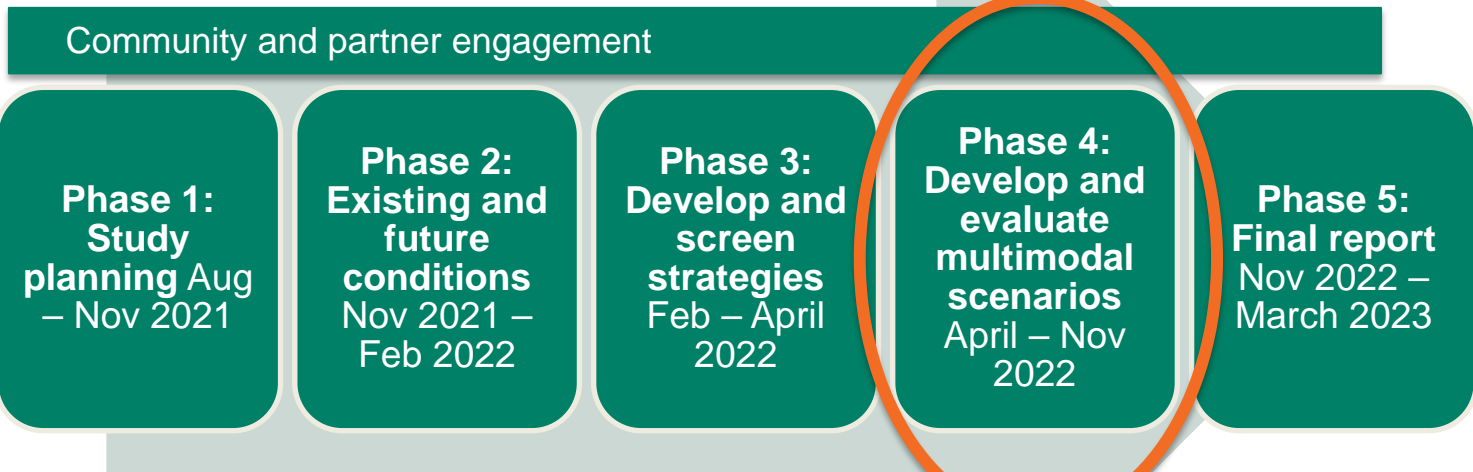 Community and partner engagement
Phase 1:
Study
planning Aug
– Nov 2021
Phase 2:
Existing and
future
conditions
Nov 2021 –
Feb 2022
Phase 3:
Develop and
screen
strategies
Feb – April
2022
Phase 4:
Develop and
evaluate
multimodal
scenarios
April – Nov
2022
Phase 5:
Final report
Nov 2022 –
March 2023